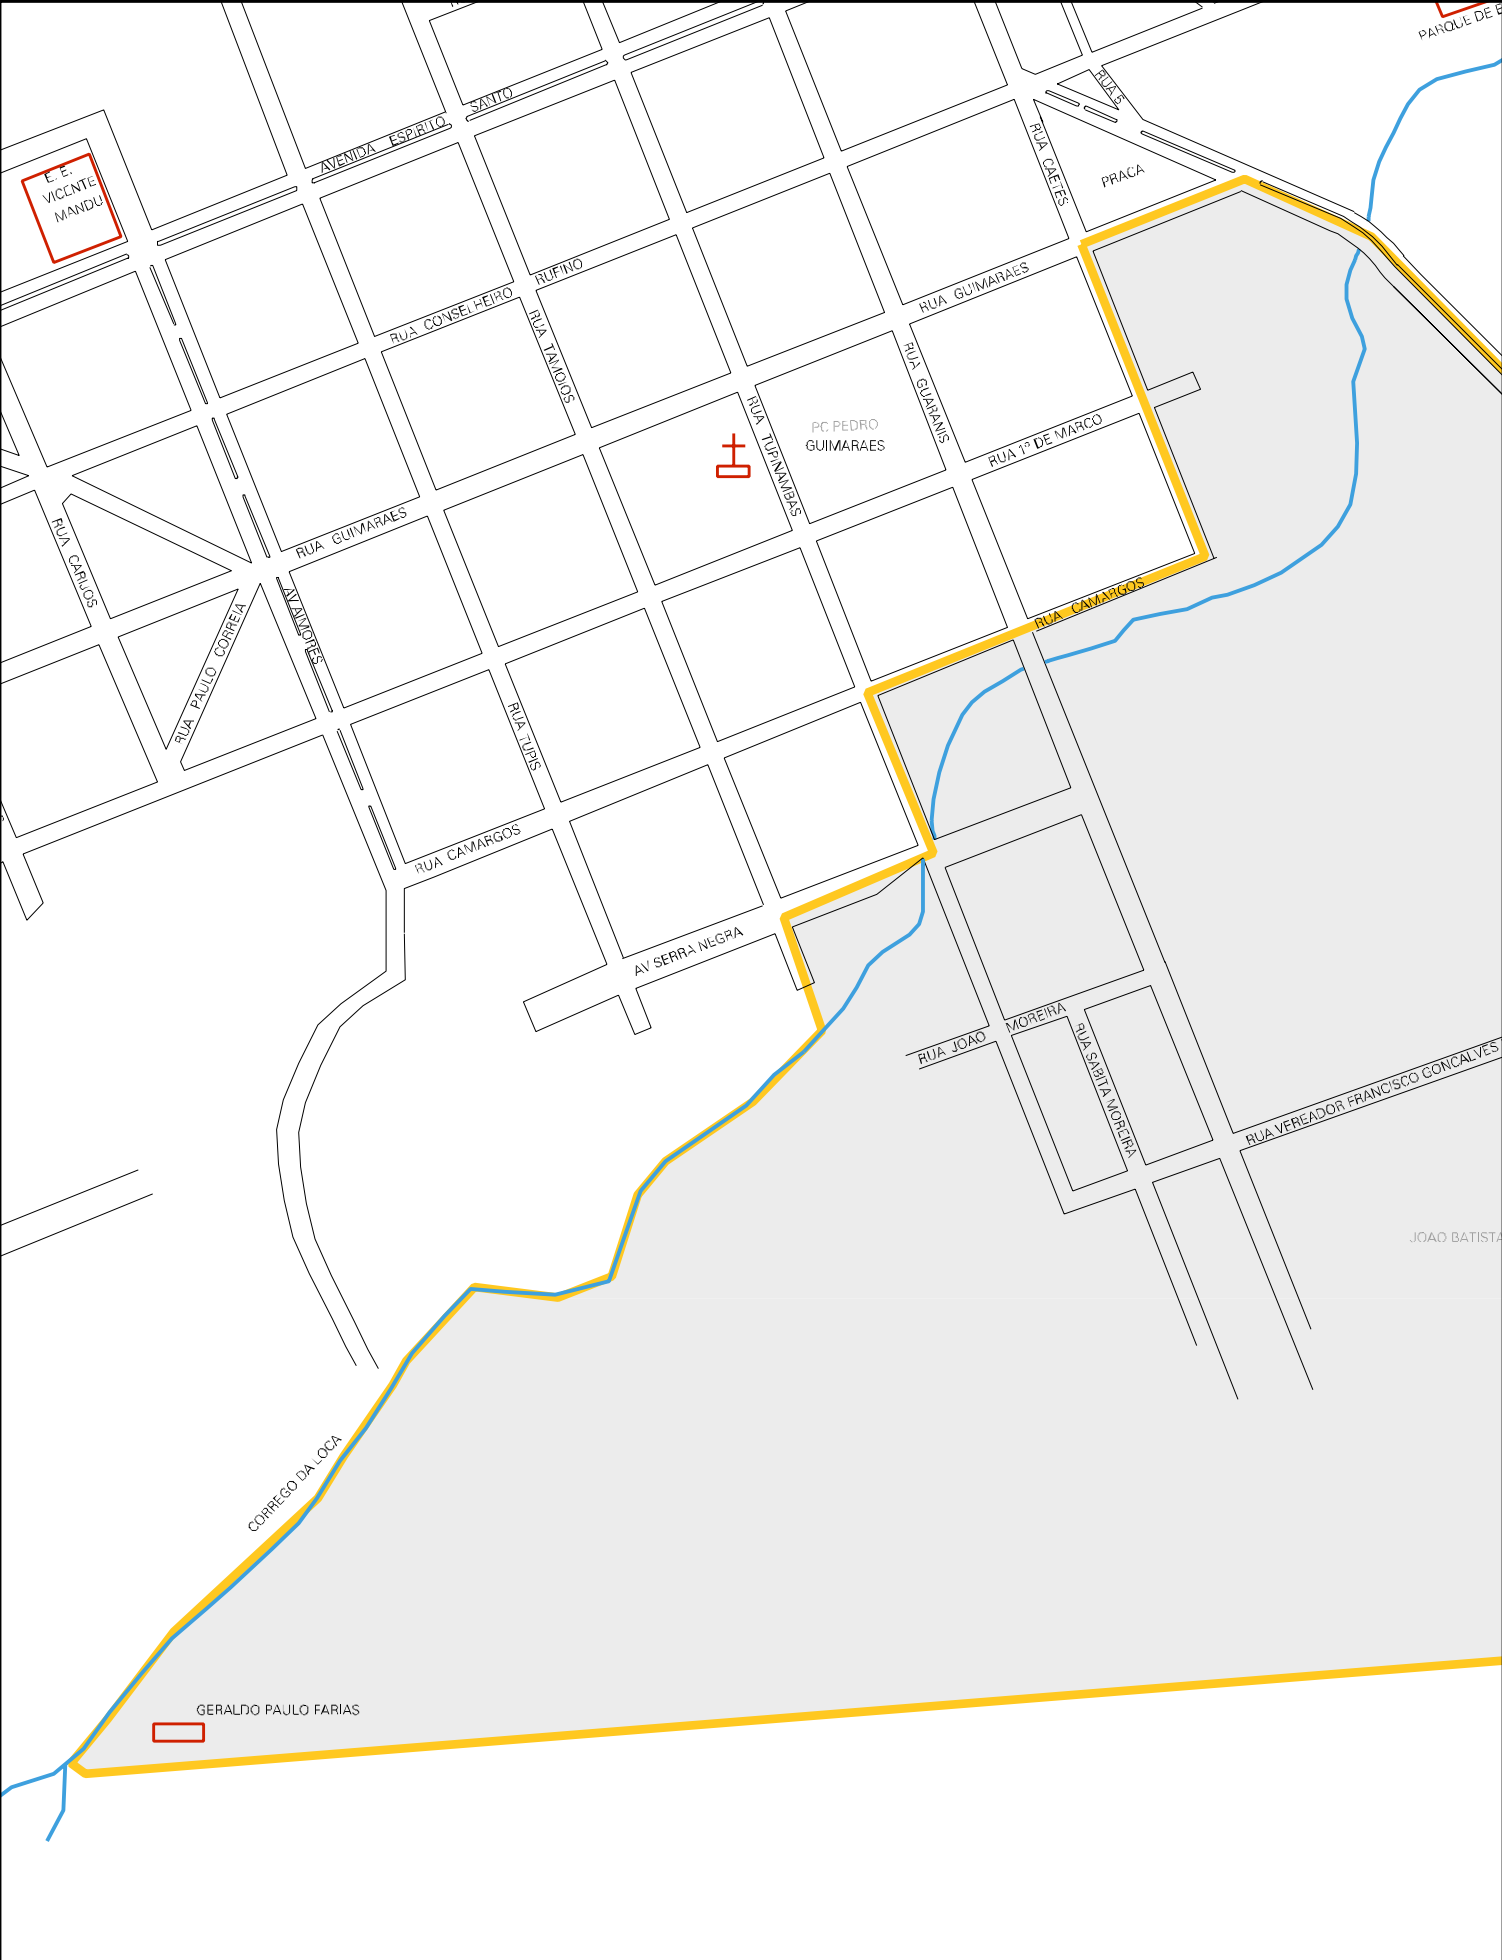 PARQUE DE E
RUA 5
SANTO
AVENIDA ESPIRITO
E. E.
VICENTE
MANDU
RUA CAETES
PRACA
RUFINO
RUA CONSELHEIRO
RUA GUIMARAES
RUA TAMOIOS
RUA GUARANIS
RUA TUPINAMBAS
PC PEDRO
GUIMARAES
RUA 1º DE MARCO
RUA GUIMARAES
RUA CARIJOS
AV AIMORES
RUA PAULO CORREIA
RUA CAMARGOS
RUA TUPIS
RUA CAMARGOS
AV SERRA NEGRA
MOREIRA
RUA JOAO
RUA SABITA MOREIRA
RUA VEREADOR FRANCISCO GONCALVES
JOAO BATISTA
CORREGO DA LOCA
GERALDO PAULO FARIAS